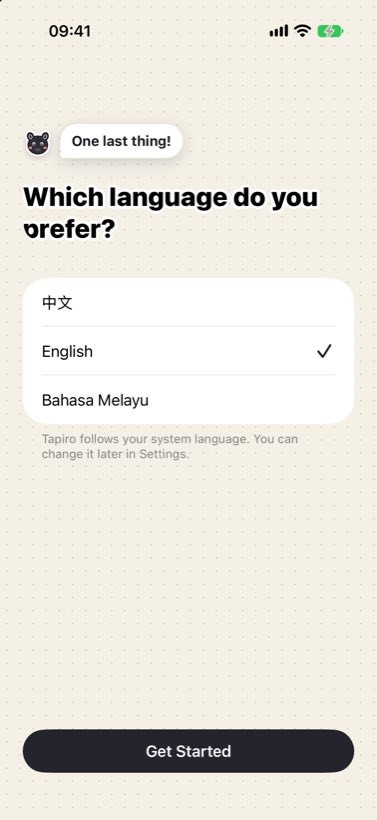 09:41
One last thing!
Which language do you
prefer?
中文
English
Bahasa Melayu
Tapiro follows your system language. You can
change it later in Settings.
Get Started